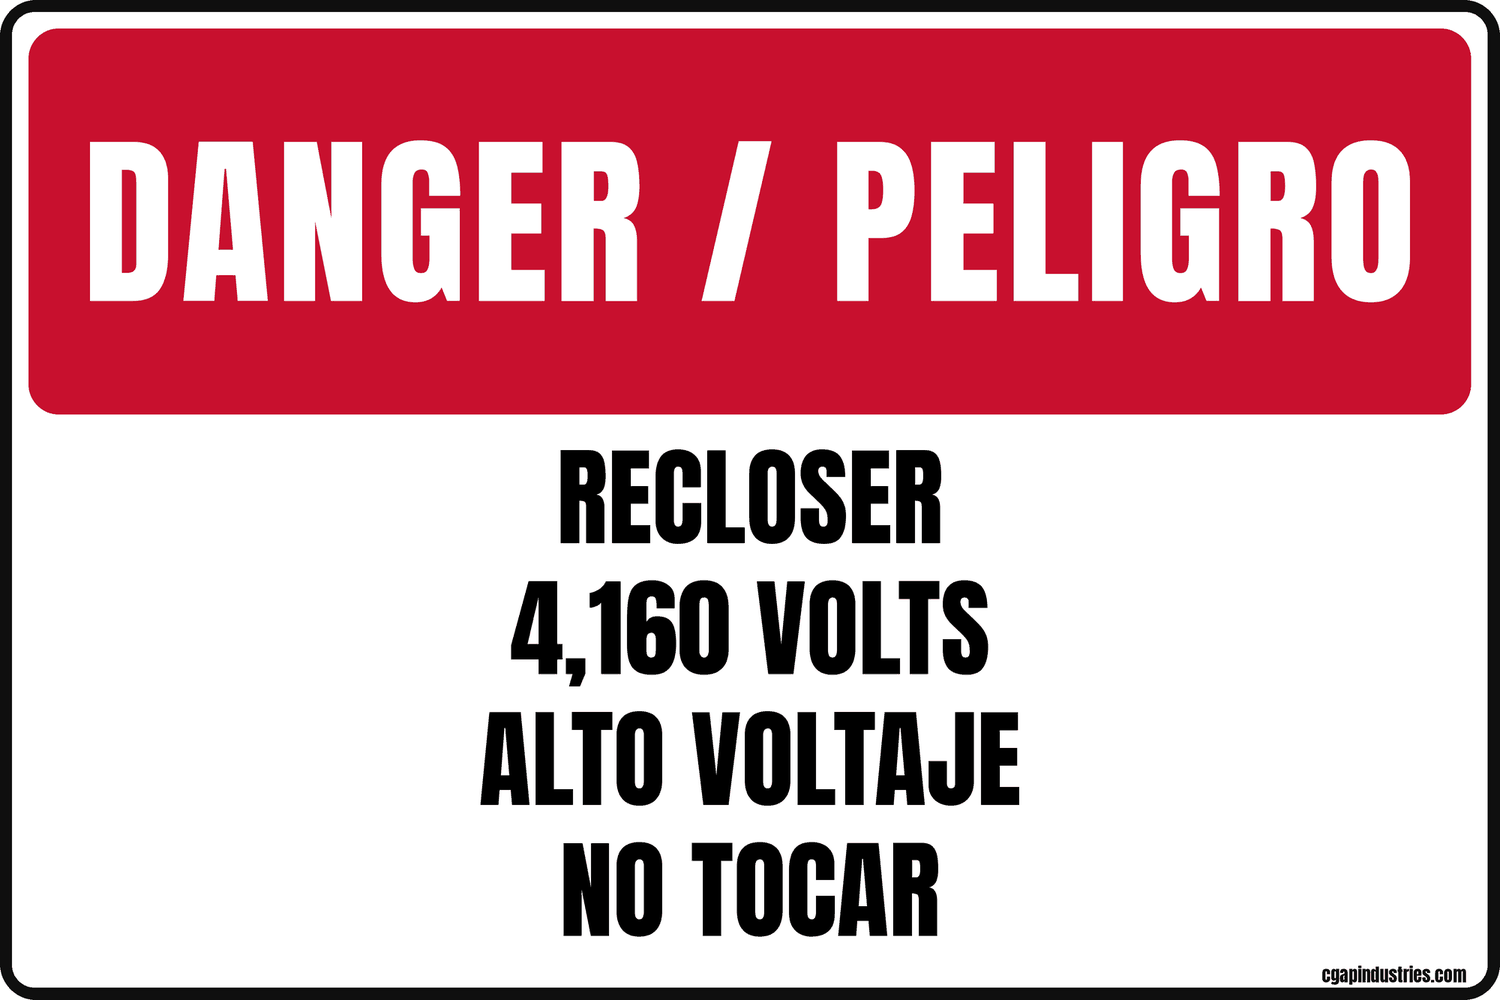 DANGER / PELIGRO
RECLOSER
4,160 VOLTS
ALTO VOLTAJE
NO TOCAR
cgapindustries.com